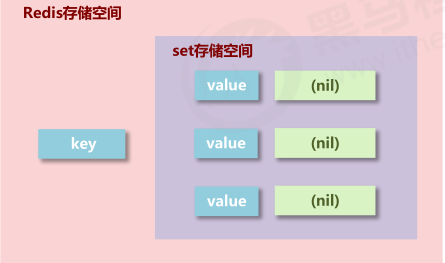 Redis存储空间
set存储空间
value (nil)
key value (nil)
value (nil)